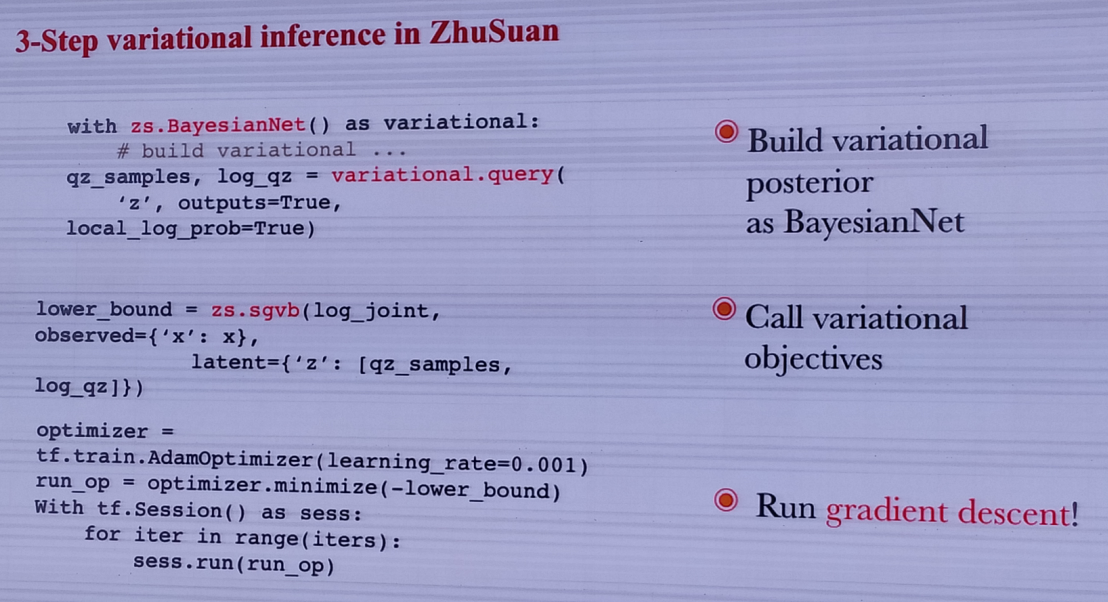 3-Step variational inference in ZhuSuan
with zs.BayesianNet() as variational:
# build variational ...
qz_samples, log_qz = variational.query(
‘z’, outputs=True,
local_log_prob=True)
Build variational
posterior
as BayesianNet
lower_bound = zs.sgvb(log_joint,
observed={‘x’: x},
latent={‘z’: [qz_samples,
log_qz]})
Call variational
objectives
optimizer =
tf.train.AdamOptimizer(learning_rate=0.001)
run_op = optimizer.minimize(-lower_bound)
With tf.Session() as sess:
for iter in range(iters):
sess.run(run_op)
Run gradient descent!